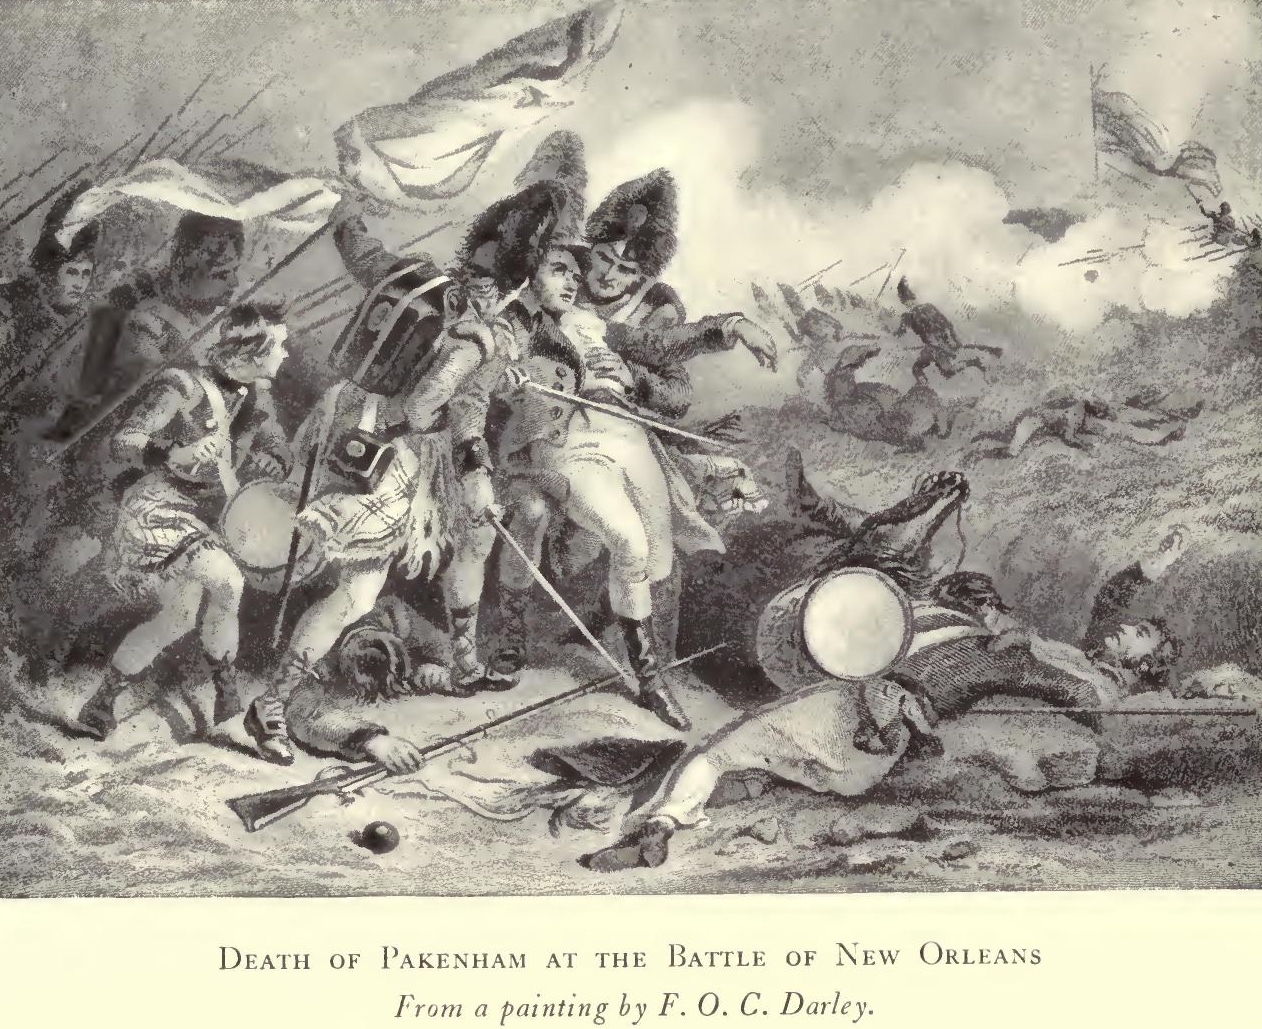 Death of Pakenham at the Battle of New Orleans
From a painting by F. O. C. Darley.